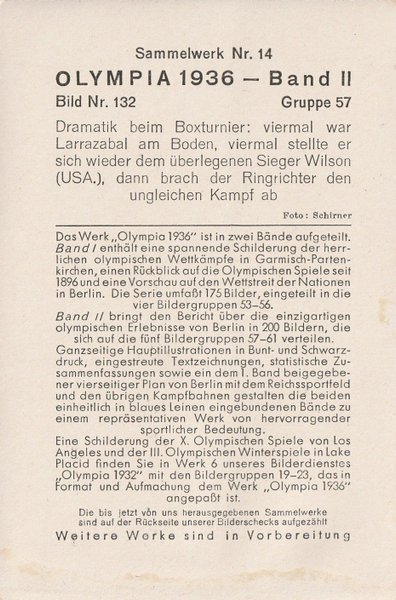 Sammelwerk Nr. 14
OLYMPIA 1936 — Band II
Bild Nr. 132 Gruppe 57
Dramatik beim Boxturnier: viermal war
Larrazabal am Boden, viermal stellte er
sich wieder dem überlegenen Sieger Wilson
(USA.), dann brach der Ringrichter den
ungleichen Kampf ab
Foto: Schirner
Das Werk „Olympia 1936" ist in zwei Bände aufgeteilt.
Band I enthält eine spannende Schilderung der herr-
lichen olympischen Wettkämpfe in Garmisch-Parten-
kirchen, einen Rückblick auf die Olympischen Spiele seit
1896 und eine Vorschau auf den Wettstreit der Nationen
in Berlin. Die Serie umfaßt 175 Bilder, eingeteilt in die
vier Bildergruppen 53–56.
Band II bringt den Bericht über die einzigartigen
olympischen Erlebnisse von Berlin in 200 Bildern, die
sich auf die fünf Bildergruppen 57–61 verteilen.
Ganzseitige Hauptillustrationen in Bunt- und Schwarz-
druck, eingestreute Textzeichnungen, statistische Zu-
sammenfassungen sowie ein dem 1. Band beigegebe-
ner vierseitiger Plan von Berlin mit dem Reichssportfeld
und den übrigen Kampfbahnen gestalten die beiden
einheitlich in blaues Leinen eingebundenen Bände zu
einem repräsentativen Werk von hervorragender
sportlicher Bedeutung.
Eine Schilderung der X. Olympischen Spiele von Los
Angeles und der III. Olympischen Winterspiele in Lake
Placid finden Sie in Werk 6 unseres Bilderdienstes
„Olympia 1932" mit den Bildergruppen 19–23, das in
Format und Aufmachung dem Werk „Olympia 1936"
angepaßt ist.
Die bis jetzt von uns herausgegebenen Sammelwerke
sind auf der Rückseite unserer Bilderschecks aufgezählt
Weitere Werke sind in Vorbereitung